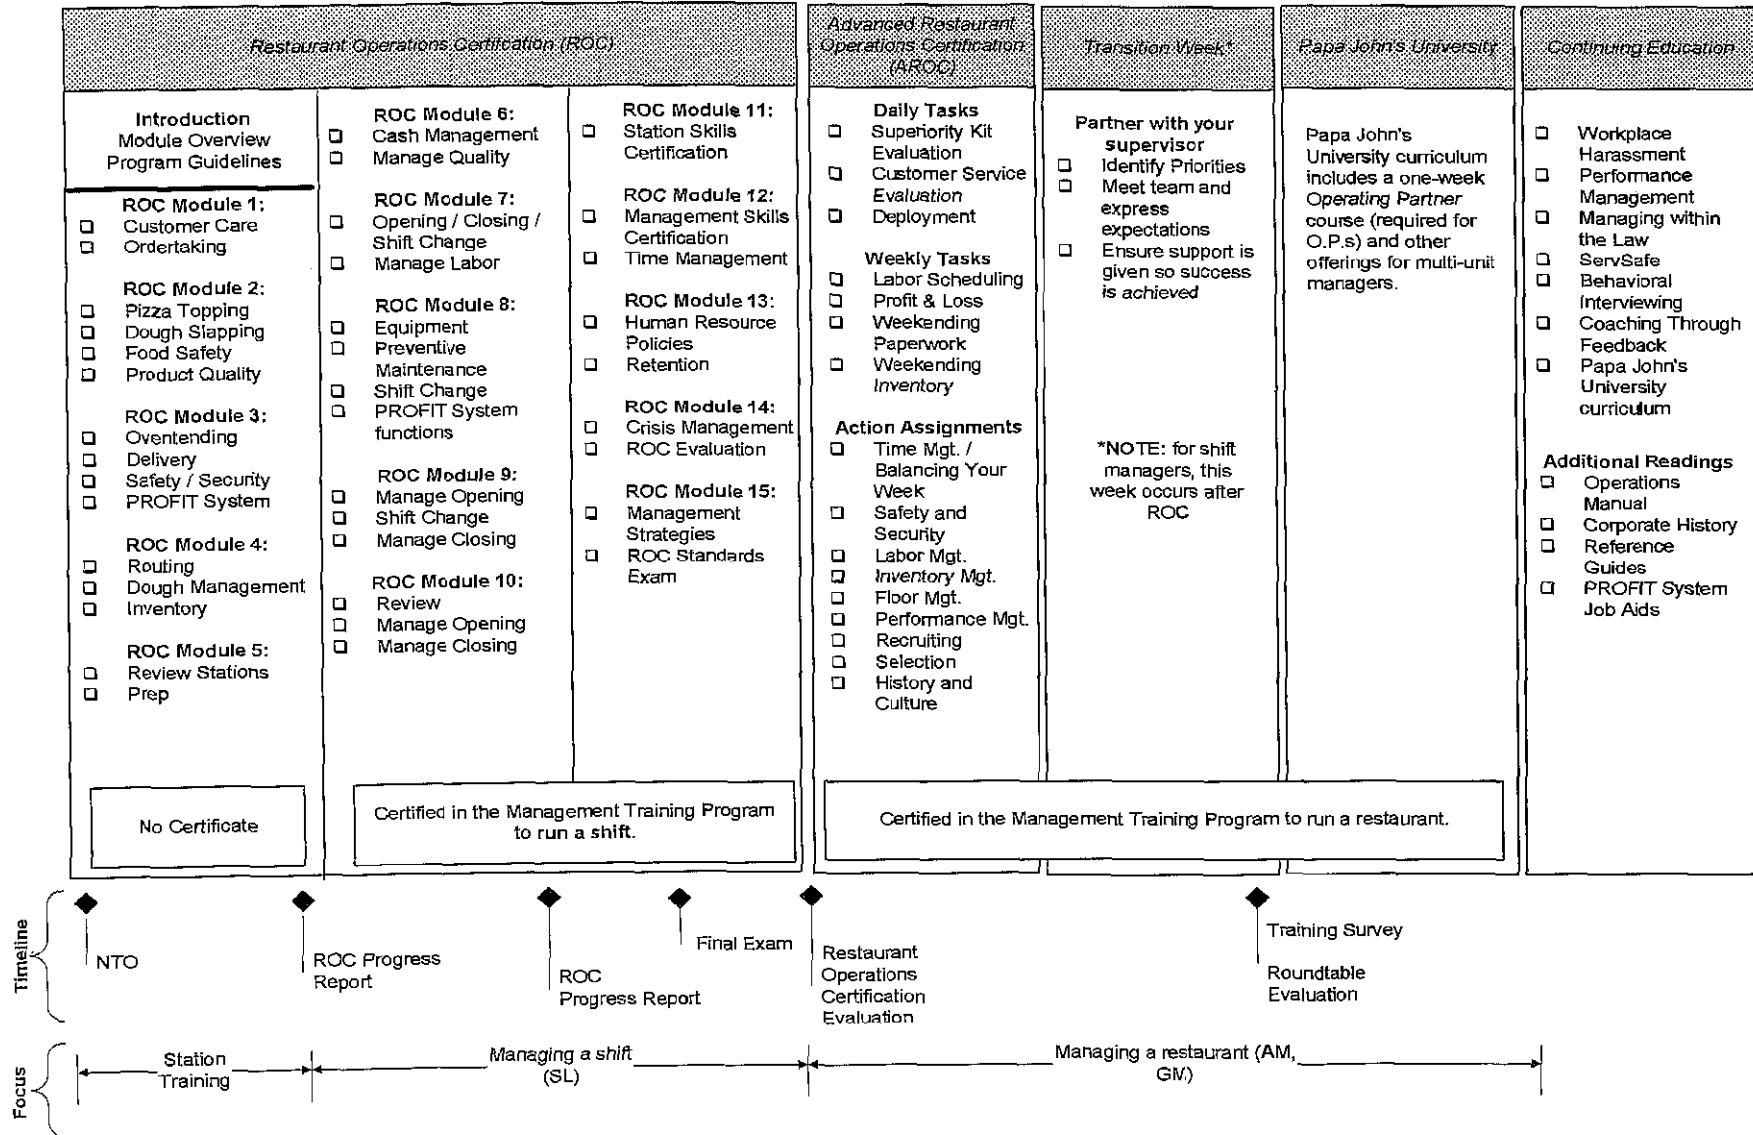 Restaurant Operations Certification (ROC)
Advanced Restaurant
Operations Certification
(AROC)
Transition Week*
Papa John's University
Continuing Education
Introduction
Module Overview
Program Guidelines
ROC Module 1:
Customer Care
Ordertaking
ROC Module 2:
Pizza Topping
Dough Slapping
Food Safety
Product Quality
ROC Module 3:
Oventending
Delivery
Safety / Security
PROFIT System
ROC Module 4:
Routing
Dough Management
Inventory
ROC Module 5:
Review Stations
Prep
No Certificate
ROC Module 6:
Cash Management
Manage Quality
ROC Module 7:
Opening / Closing /
Shift Change
Manage Labor
ROC Module 8:
Equipment
Preventive
Maintenance
Shift Change
PROFIT System
functions
ROC Module 9:
Manage Opening
Shift Change
Manage Closing
ROC Module 10:
Review
Manage Opening
Manage Closing
ROC Module 11:
Station Skills
Certification
ROC Module 12:
Management Skills
Certification
Time Management
ROC Module 13:
Human Resource
Policies
Retention
ROC Module 14:
Crisis Management
ROC Evaluation
ROC Module 15:
Management
Strategies
ROC Standards
Exam
Certified in the Management Training Program
to run a shift.
Daily Tasks
Superiority Kit
Evaluation
Customer Service
Evaluation
Deployment
Weekly Tasks
Labor Scheduling
Profit & Loss
Weekending
Paperwork
Weekending
Inventory
Action Assignments
Time Mgt. /
Balancing Your
Week
Safety and
Security
Labor Mgt.
Inventory Mgt.
Floor Mgt.
Performance Mgt.
Recruiting
Selection
History and
Culture
Partner with your
supervisor
Identify Priorities
Meet team and
express
expectations
Ensure support is
given so success
is achieved
*NOTE: for shift
managers, this
week occurs after
ROC
Papa John's
University curriculum
includes a one-week
Operating Partner
course (required for
O.P.s) and other
offerings for multi-unit
managers.
Certified in the Management Training Program to run a restaurant.
Workplace
Harassment
Performance
Management
Managing within
the Law
ServSafe
Behavioral
Interviewing
Coaching Through
Feedback
Papa John's
University
curriculum
Additional Readings
Operations
Manual
Corporate History
Reference
Guides
PROFIT System
Job Aids
Timeline
NTO
ROC Progress
Report
ROC
Progress Report
Final Exam
Restaurant
Operations
Certification
Evaluation
Training Survey
Roundtable
Evaluation
Focus
Station
Training
Managing a shift
(SL)
Managing a restaurant (AM,
GM)